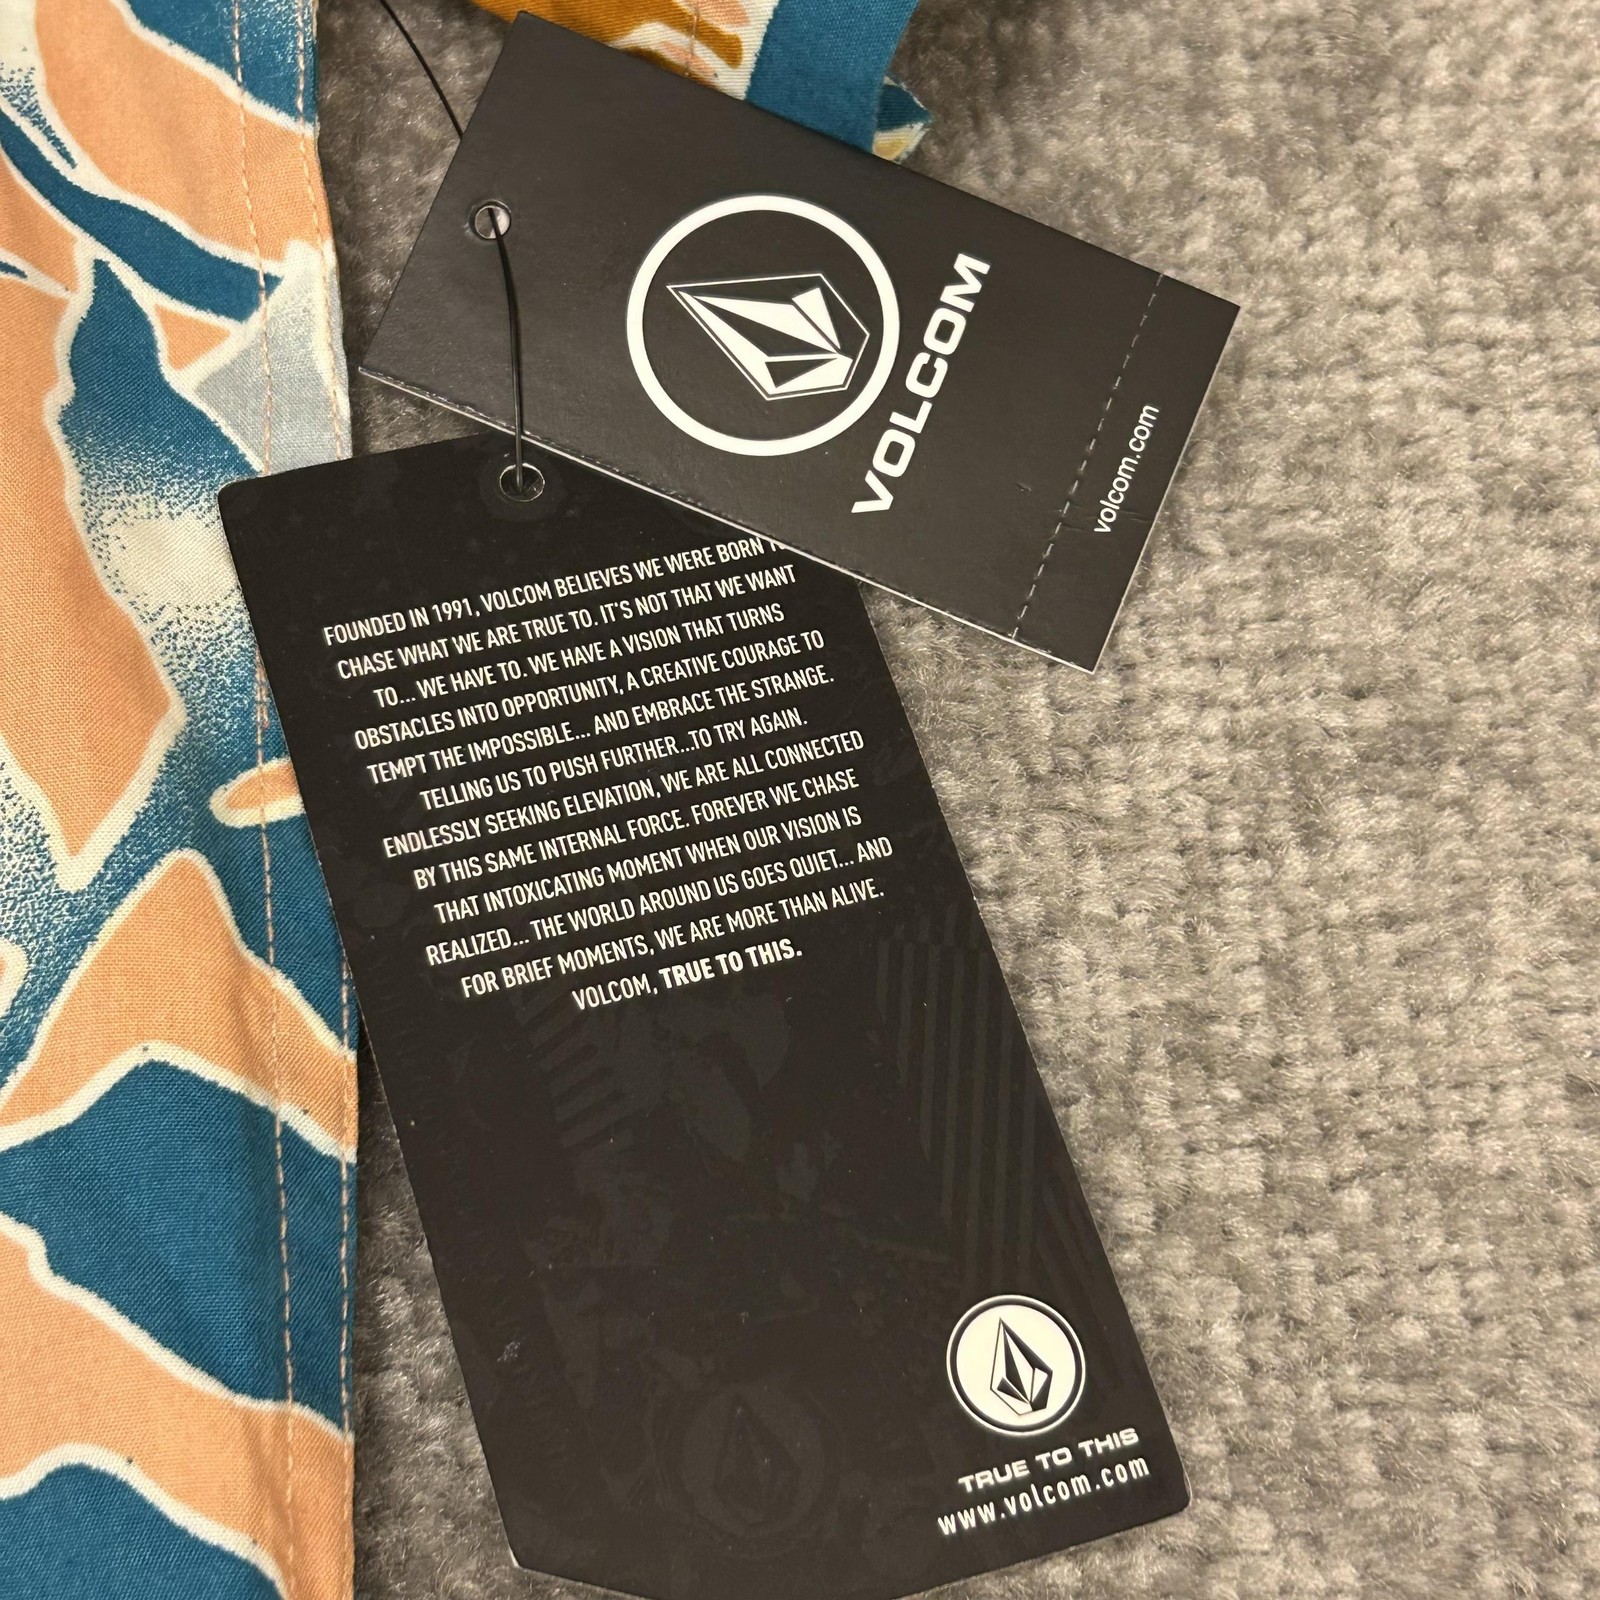 VOLCOM
volcom.com
FOUNDED IN 1991, VOLCOM BELIEVES WE WERE BORN
CHASE WHAT WE ARE TRUE TO. IT'S NOT THAT WE WANT
TO... WE HAVE TO. WE HAVE A VISION THAT TURNS
OBSTACLES INTO OPPORTUNITY, A CREATIVE COURAGE TO
TEMPT THE IMPOSSIBLE... AND EMBRACE THE STRANGE.
TELLING US TO PUSH FURTHER...TO TRY AGAIN.
ENDLESSLY SEEKING ELEVATION, WE ARE ALL CONNECTED
BY THIS SAME INTERNAL FORCE. FOREVER WE CHASE
THAT INTOXICATING MOMENT WHEN OUR VISION IS
REALIZED... THE WORLD AROUND US GOES QUIET... AND
FOR BRIEF MOMENTS, WE ARE MORE THAN ALIVE.
VOLCOM, TRUE TO THIS.
TRUE TO THIS
www.volcom.com